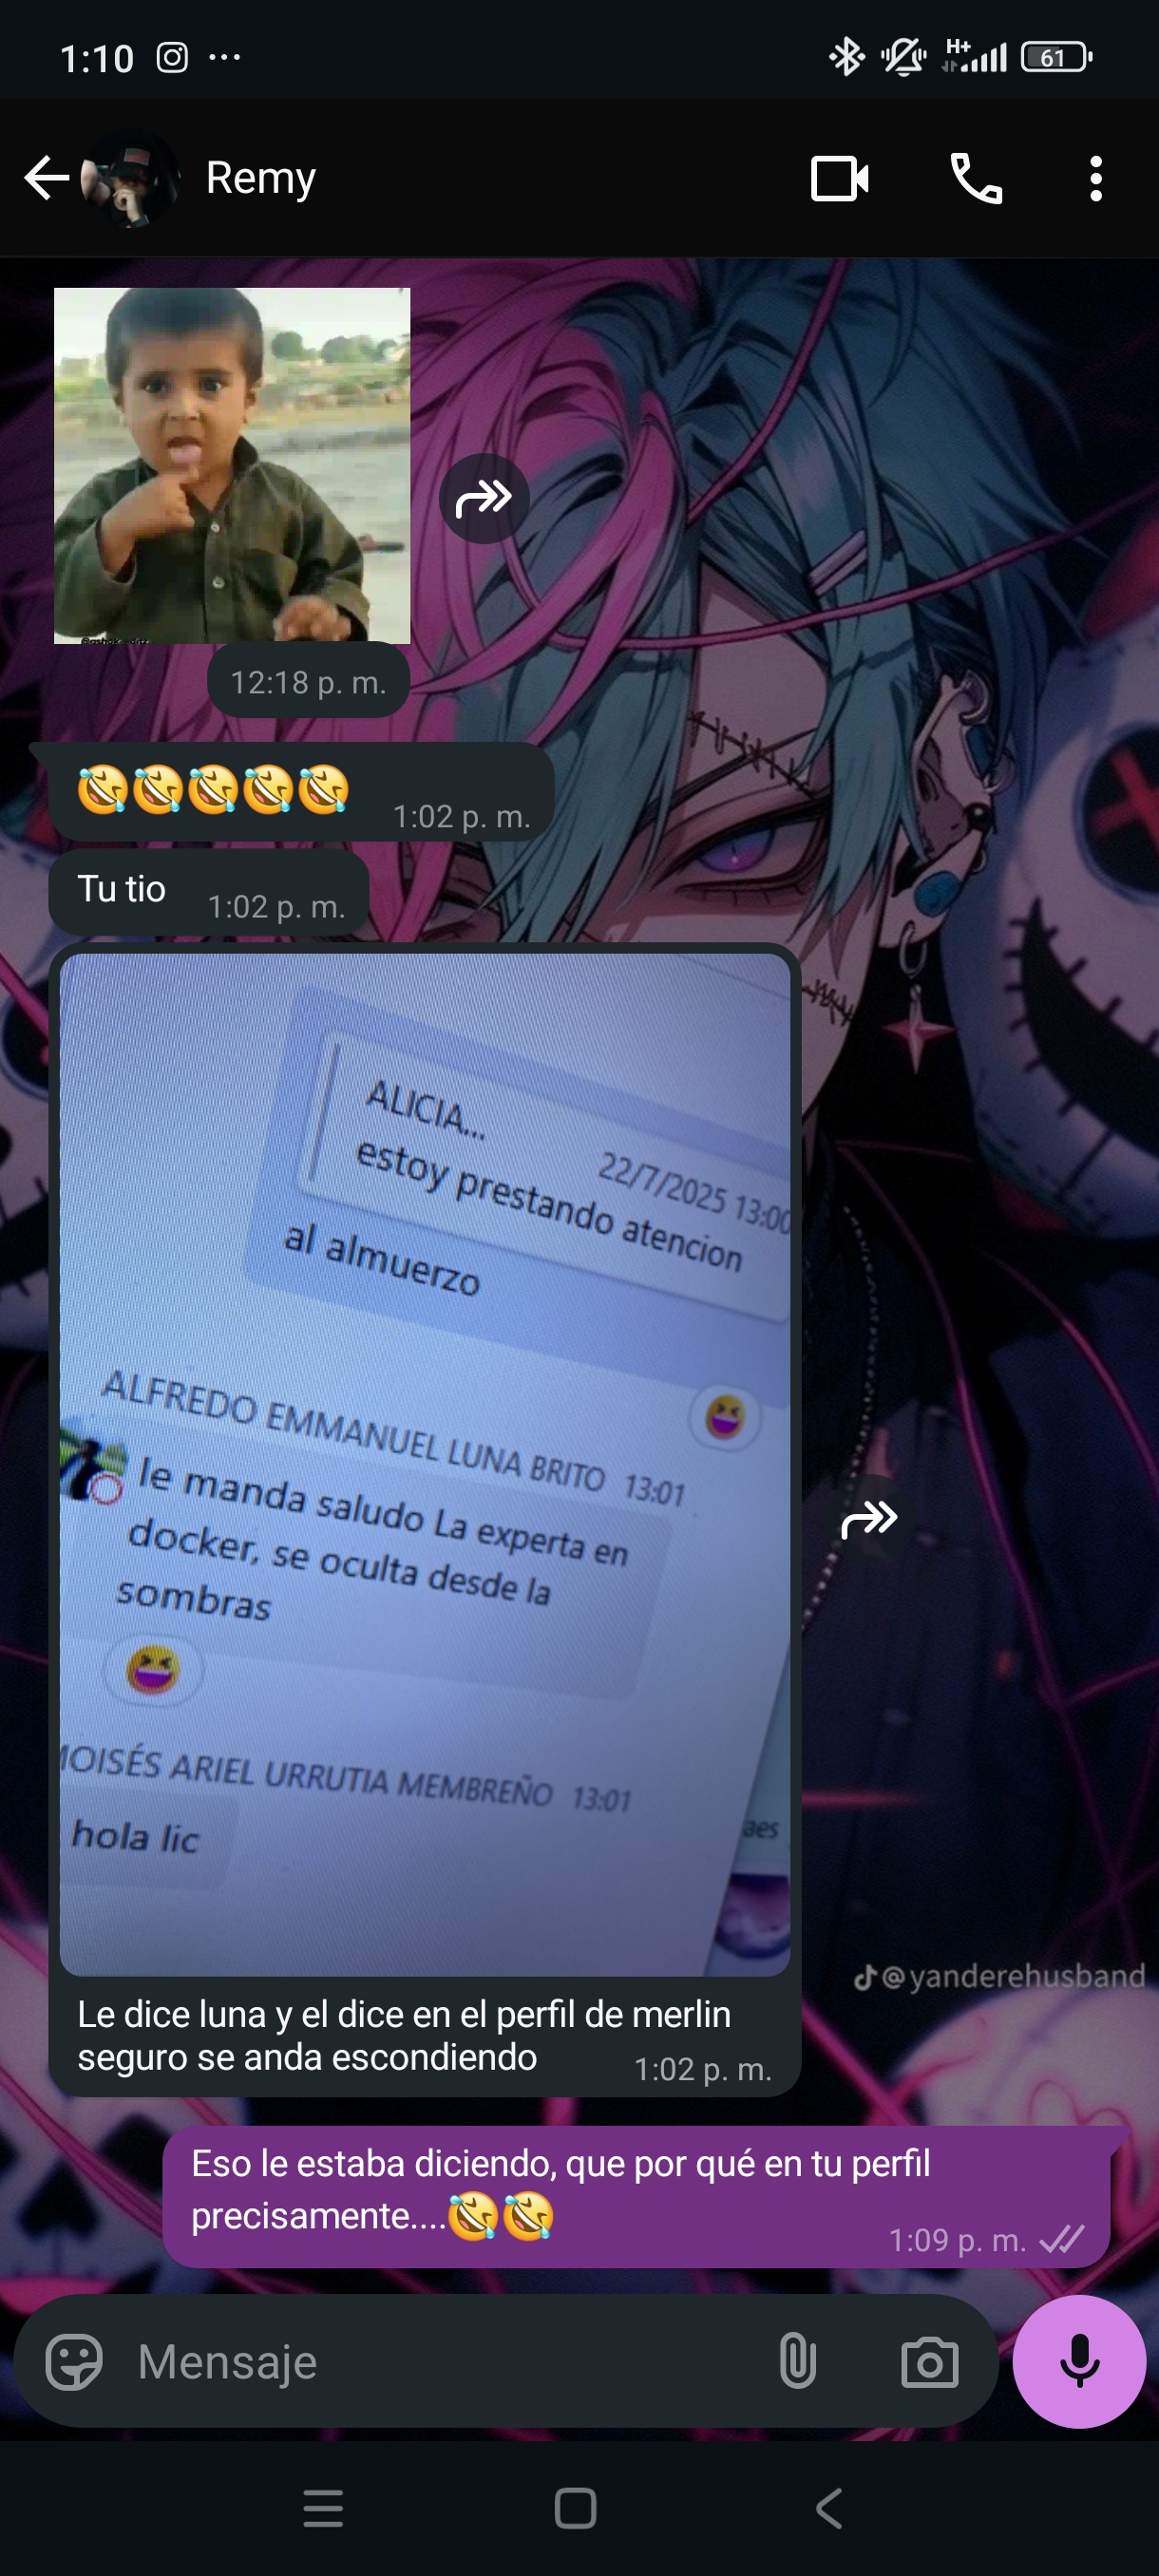 1:10
H+
61
Remy
12:18 p. m.
1:02 p. m.
Tu tio
1:02 p. m.
ALICIA...
22/7/2025 13:00
estoy prestando atencion
al almuerzo
ALFREDO EMMANUEL LUNA BRITO 13:01
le manda saludo La experta en
docker, se oculta desde la
sombras
MOISÉS ARIEL URRUTIA MEMBREÑO 13:01
hola lic
aes
@yanderehusband
Le dice luna y el dice en el perfil de merlin
seguro se anda escondiendo
1:02 p. m.
Eso le estaba diciendo, que por qué en tu perfil
precisamente....
1:09 p. m.
Mensaje